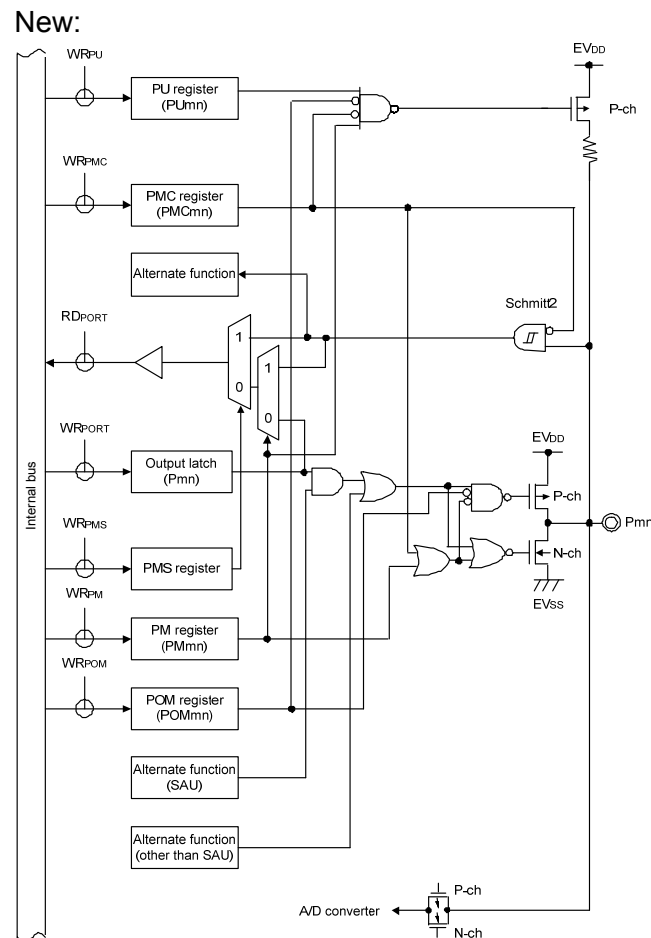 New:
WRPU
EVDD
PU register
(PUmn)
P-ch
WRPMC
PMC register
(PMCmn)
Alternate function
Schmitt2
RDPORT
1
0
1
0
WRPORT
Output latch
(Pmn)
EVDD
P-ch
Pmn
N-ch
EVSS
Internal bus
WRPMS
PMS register
WRPM
PM register
(PMmn)
WRPOM
POM register
(POMmn)
Alternate function
(SAU)
Alternate function
(other than SAU)
P-ch
A/D converter
N-ch